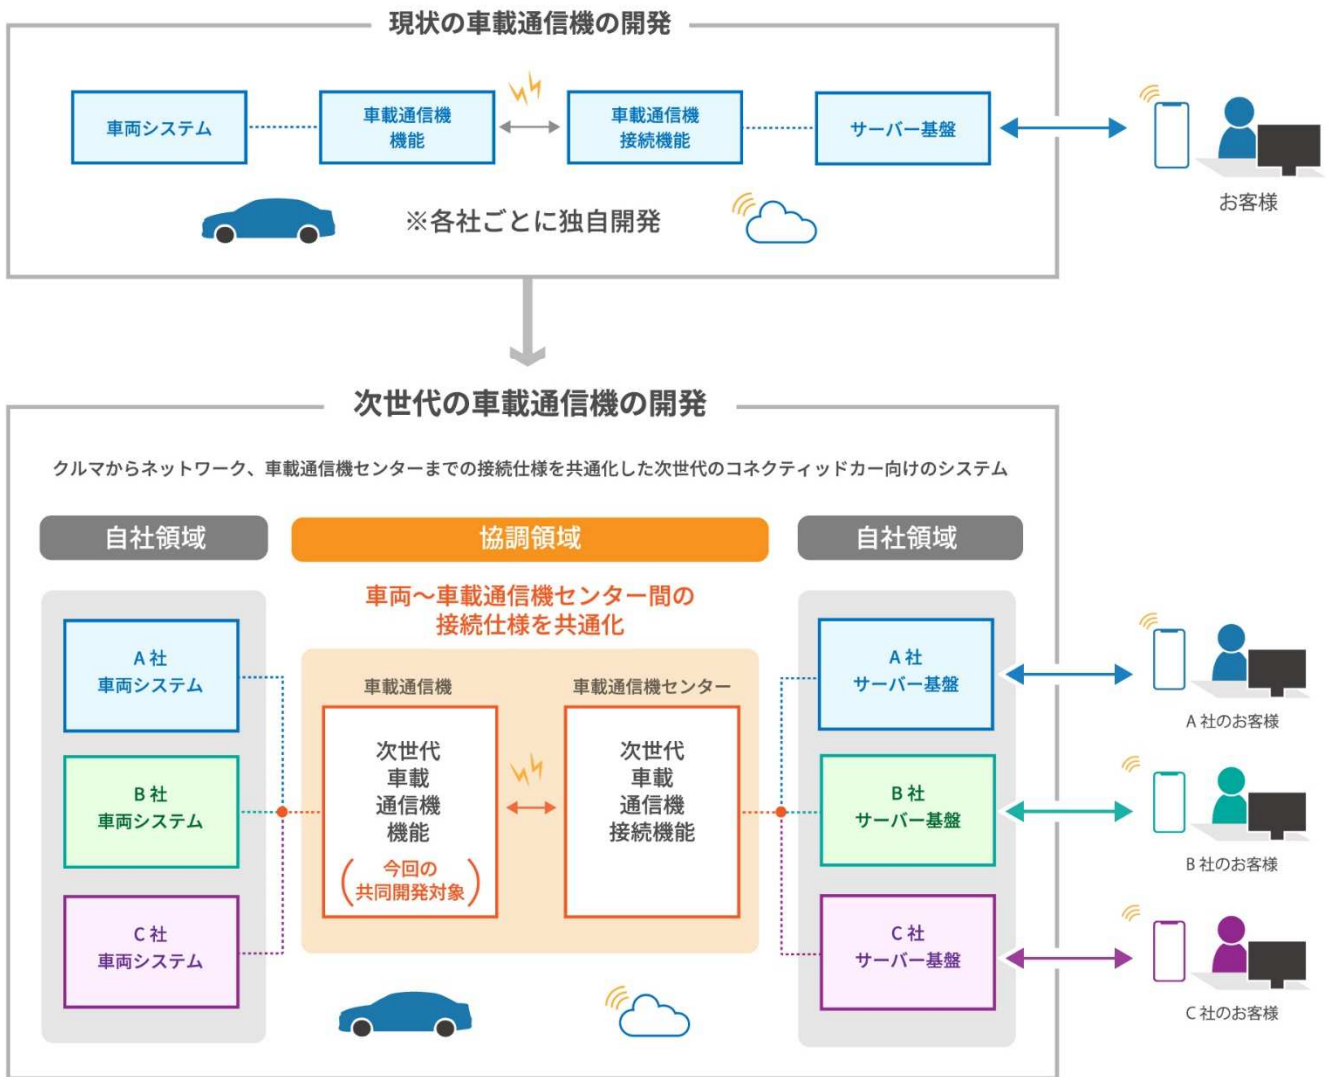 現状の車載通信機の開発
車両システム
車載通信機
機能
車載通信機
接続機能
サーバー基盤
※各社ごとに独自開発
お客様
次世代の車載通信機の開発
クルマからネットワーク、車載通信機センターまでの接続仕様を共通化した次世代のコネクティッドカー向けのシステム
自社領域
協調領域
自社領域
車両～車載通信機センター間の
接続仕様を共通化
A 社
車両システム
B 社
車両システム
C 社
車両システム
車載通信機
次世代
車載
通信機
機能
(今回の
共同開発対象)
車載通信機センター
次世代
車載
通信機
接続機能
A 社
サーバー基盤
B 社
サーバー基盤
C 社
サーバー基盤
A 社のお客様
B 社のお客様
C 社のお客様